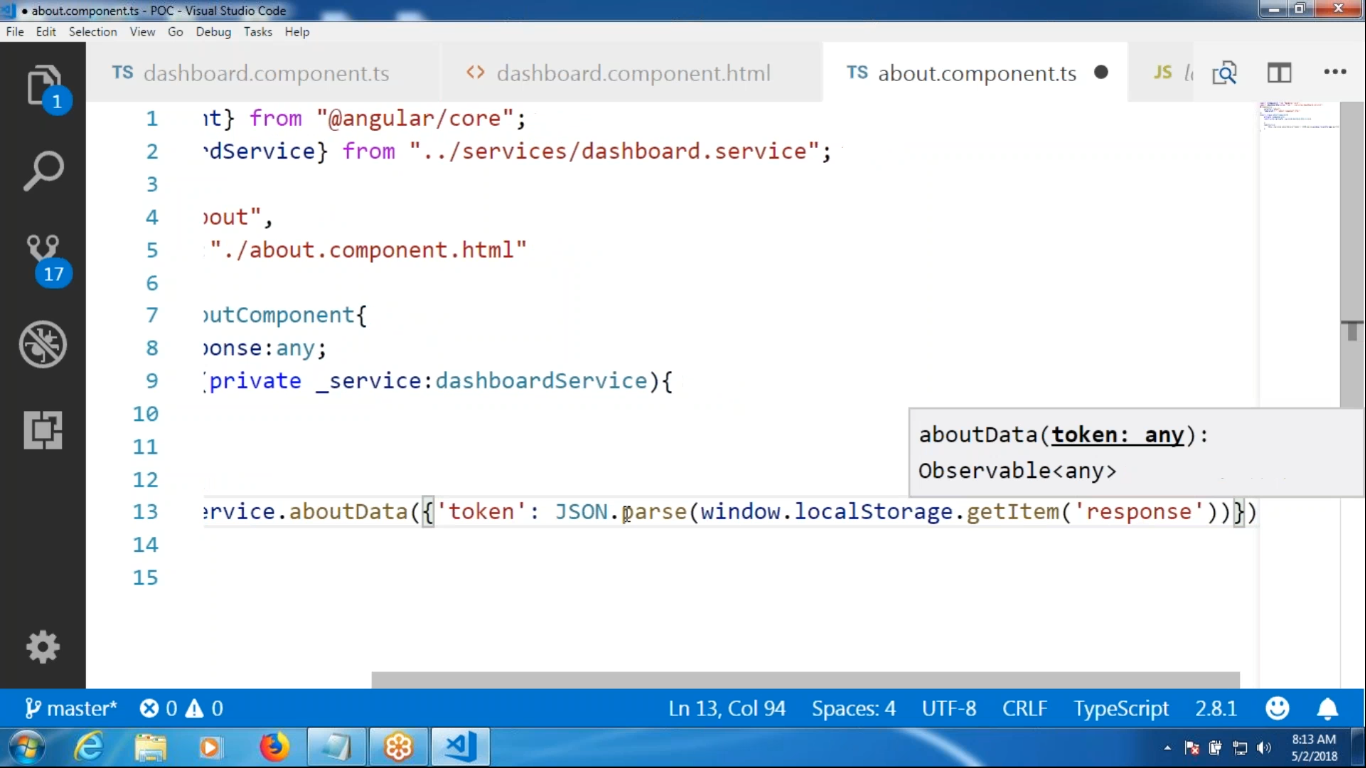 about.component.ts - POC - Visual Studio Code
File Edit Selection View Go Debug Tasks Help
TS dashboard.component.ts <> dashboard.component.html TS about.component.ts JS
1 nt} from "@angular/core";
2 rdService} from "../services/dashboard.service";
3
4 bout",
5 "./about.component.html"
6
7 outComponent{
8 ponse:any;
9 (private _service:dashboardService){
10
11
12
13 ervice.aboutData({'token': JSON.parse(window.localStorage.getItem('response'))})
14
15
aboutData(token: any):
Observable<any>
1
17
master* 0 0 Ln 13, Col 94 Spaces: 4 UTF-8 CRLF TypeScript 2.8.1
8:13 AM
5/2/2018